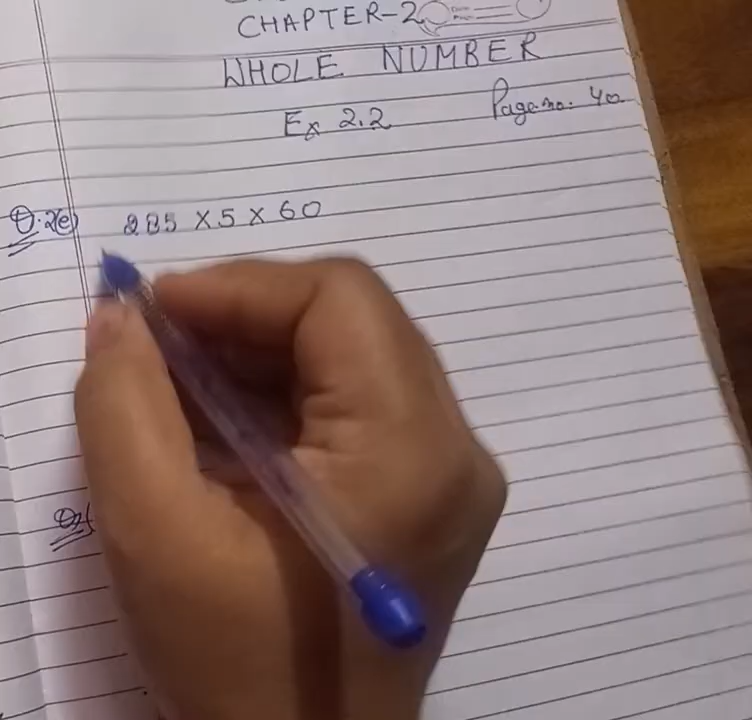 CHAPTER-2
WHOLE NUMBER
Ex 2.2 Page no. 40
Q.2(e) 285 × 5 × 60